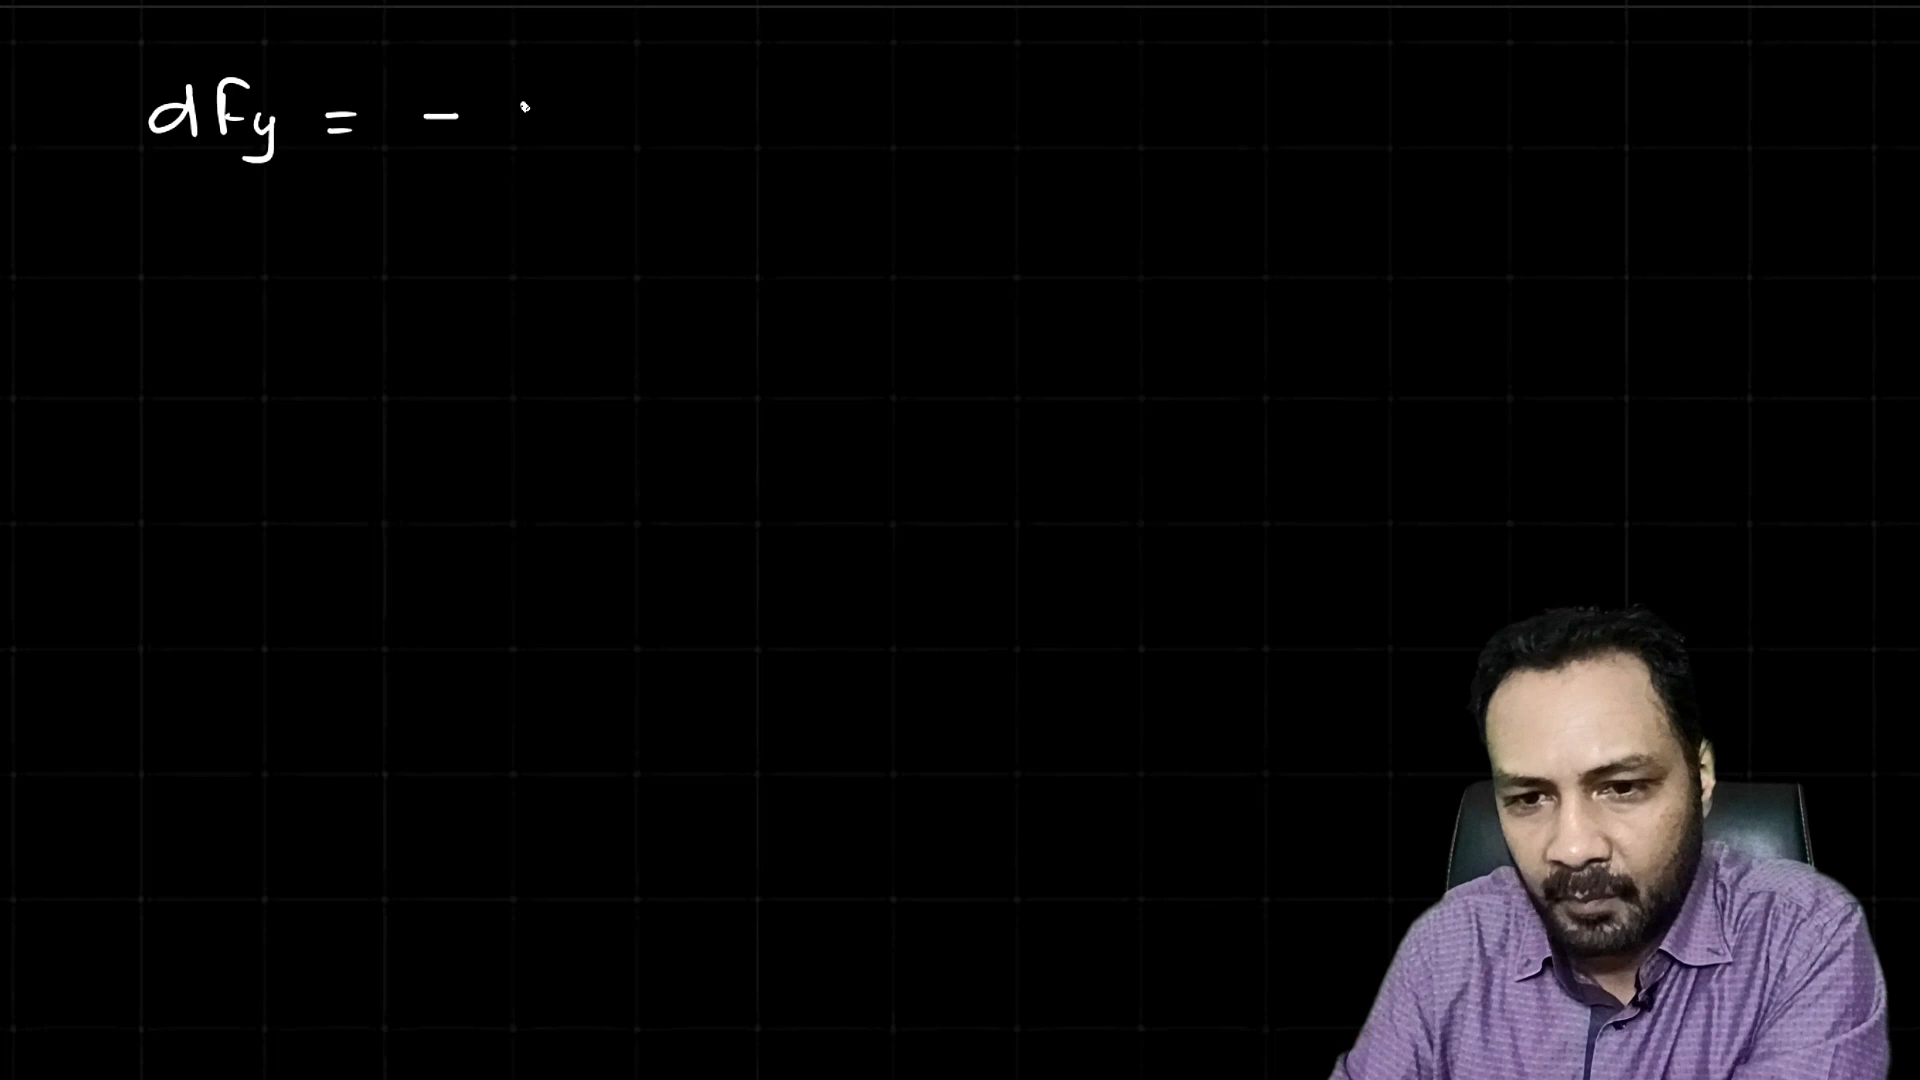 dFy = -